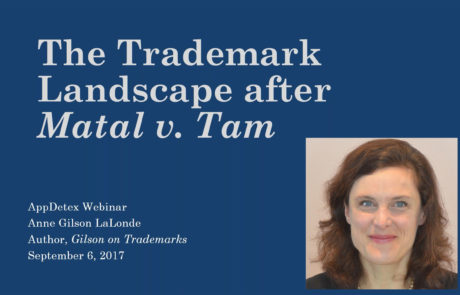 The Trademark
Landscape after
Matal v. Tam
AppDetex Webinar
Anne Gilson LaLonde
Author, Gilson on Trademarks
September 6, 2017